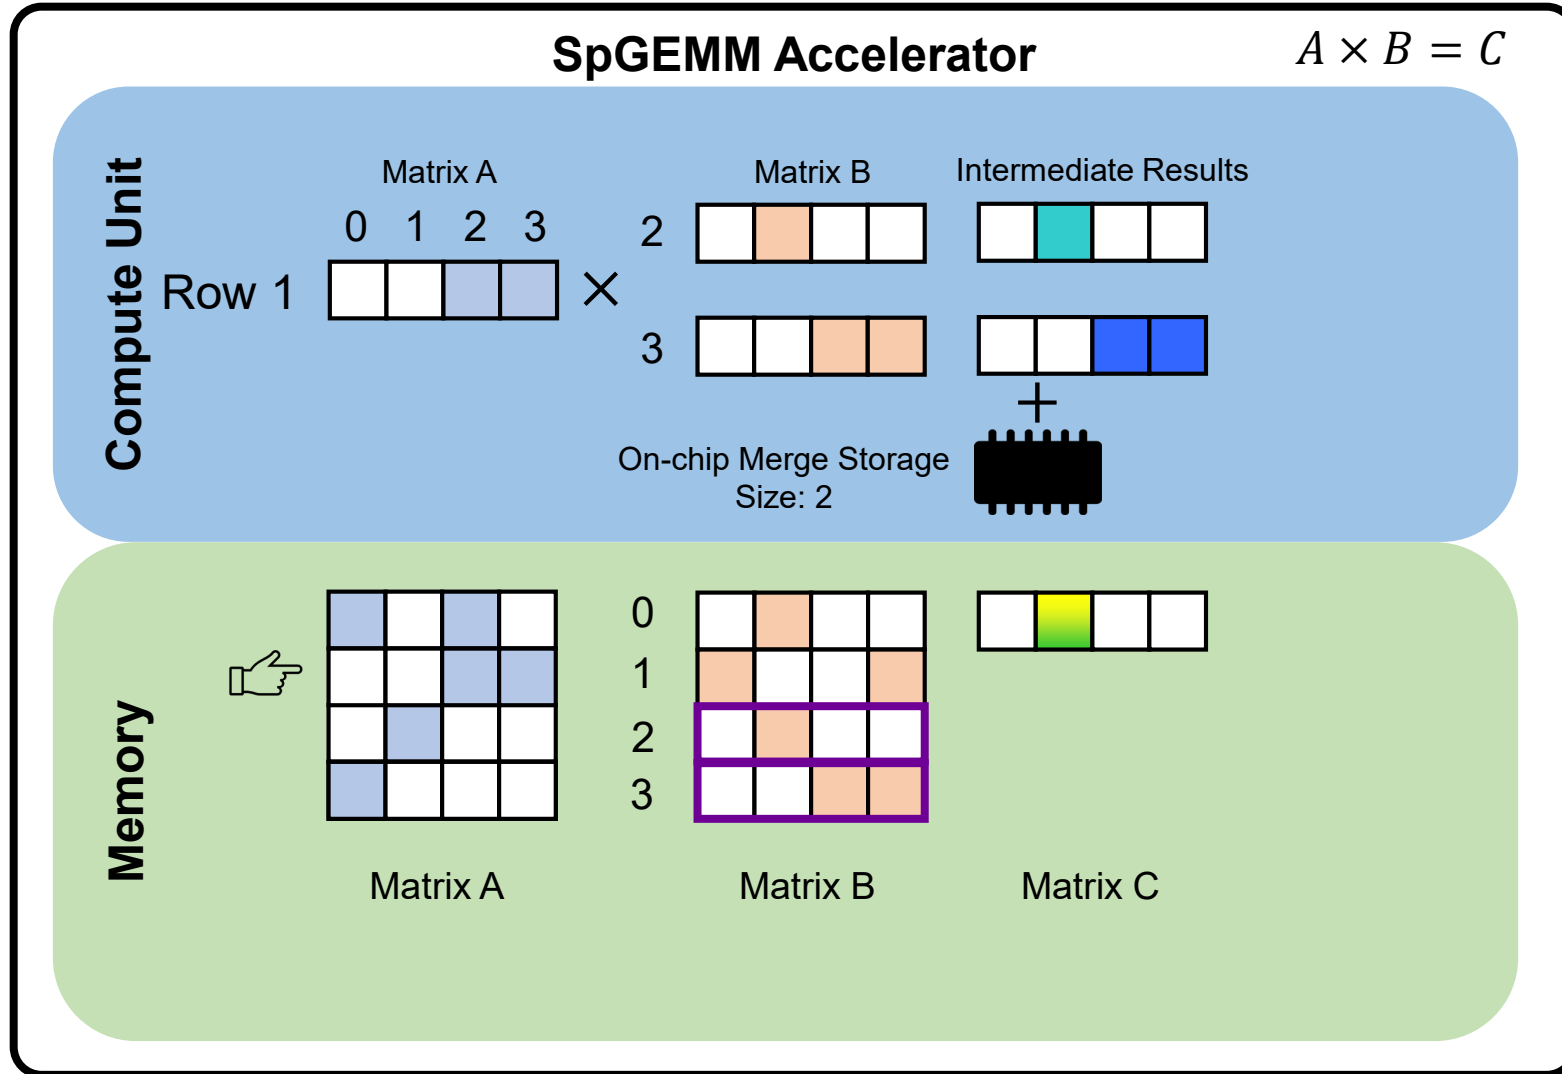 SpGEMM Accelerator
A × B = C
Compute Unit
Matrix A
Matrix B
Intermediate Results
0 1 2 3
2
Row 1
×
3
+
On-chip Merge Storage
Size: 2
Memory
0
1
2
3
Matrix A
Matrix B
Matrix C